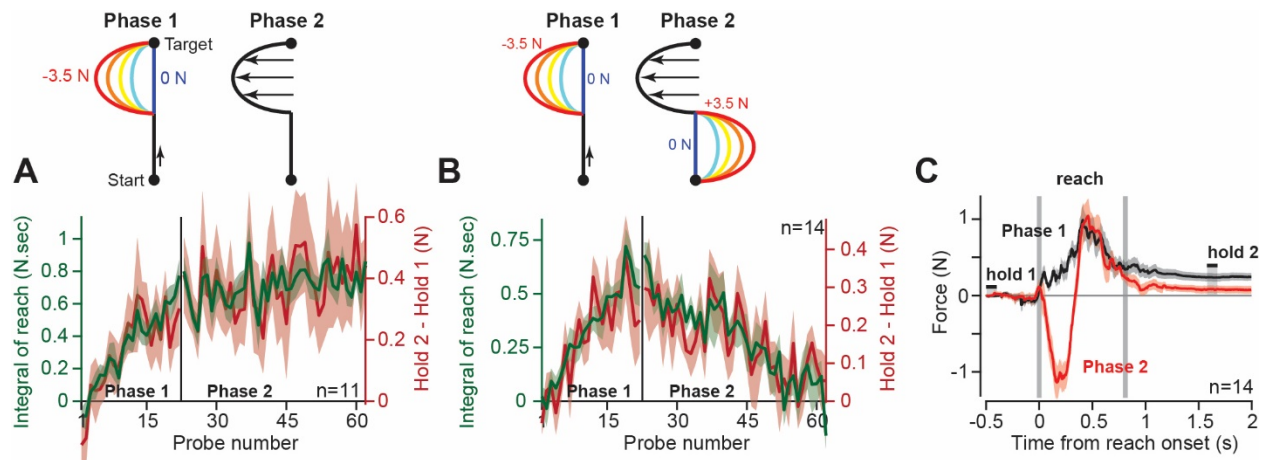 Phase 1
Phase 2
Target
-3.5 N
0 N
Start
Phase 1
Phase 2
-3.5 N
0 N
+3.5 N
0 N
A
Integral of reach (N.sec)
1
0.8
0.6
0.4
0.2
0
0.6
0.4
0.2
0
Hold 2 - Hold 1 (N)
Phase 1
Phase 2
n=11
1
15
30
45
60
Probe number
B
Integral of reach (N.sec)
0.75
0.5
0.25
0
0.4
0.3
0.2
0.1
0
Hold 2 - Hold 1 (N)
n=14
Phase 1
Phase 2
1
15
30
45
60
Probe number
C
reach
Force (N)
1
0
-1
Phase 1
hold 1
hold 2
Phase 2
n=14
-0.5
0
0.5
1
1.5
2
Time from reach onset (s)